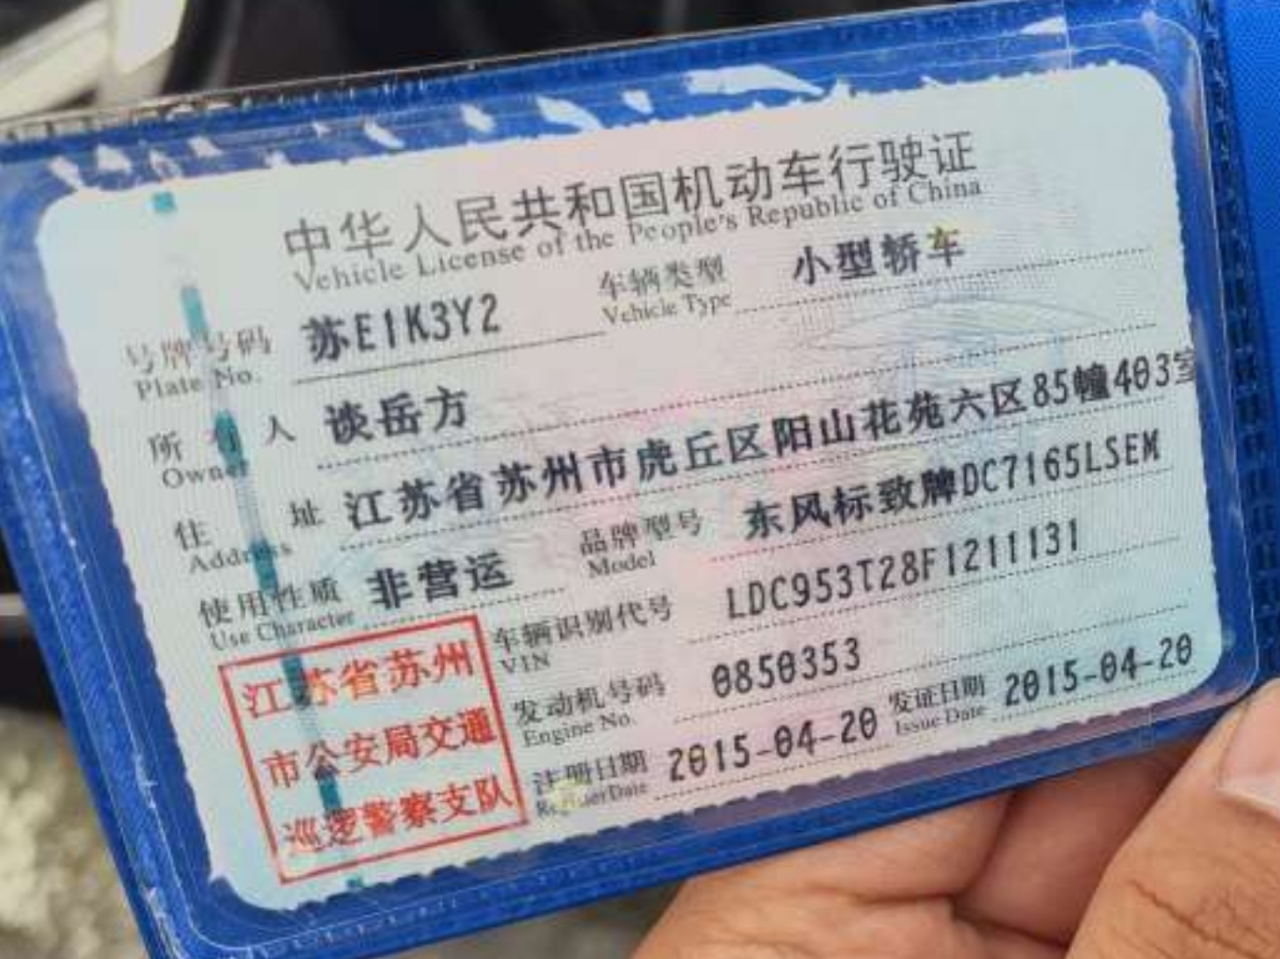 中华人民共和国机动车行驶证
Vehicle License of the People's Republic of China
号牌号码 苏E1K3Y2 车辆类型 小型轿车
Plate No. Vehicle Type
所有人 谈岳方
Owner
住址 江苏省苏州市虎丘区阳山花苑六区85幢403室
Address
使用性质 非营运 品牌型号 东风标致牌DC7165LSEM
Use Character Model
车辆识别代号 LDC953T28F1211131
VIN
发动机号码 0850353
Engine No.
注册日期 2015-04-20 发证日期 2015-04-20
Register Date Issue Date
江苏省苏州
市公安局交通
巡逻警察支队